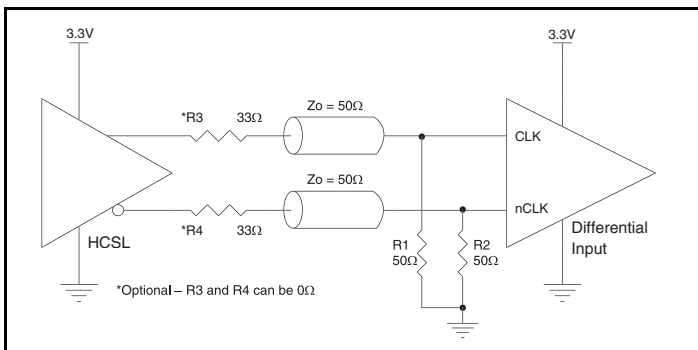 3.3V
3.3V
*R3 33Ω
Zo = 50Ω
CLK
Zo = 50Ω
nCLK
*R4 33Ω
HCSL
R1
50Ω
R2
50Ω
Differential
Input
*Optional – R3 and R4 can be 0Ω